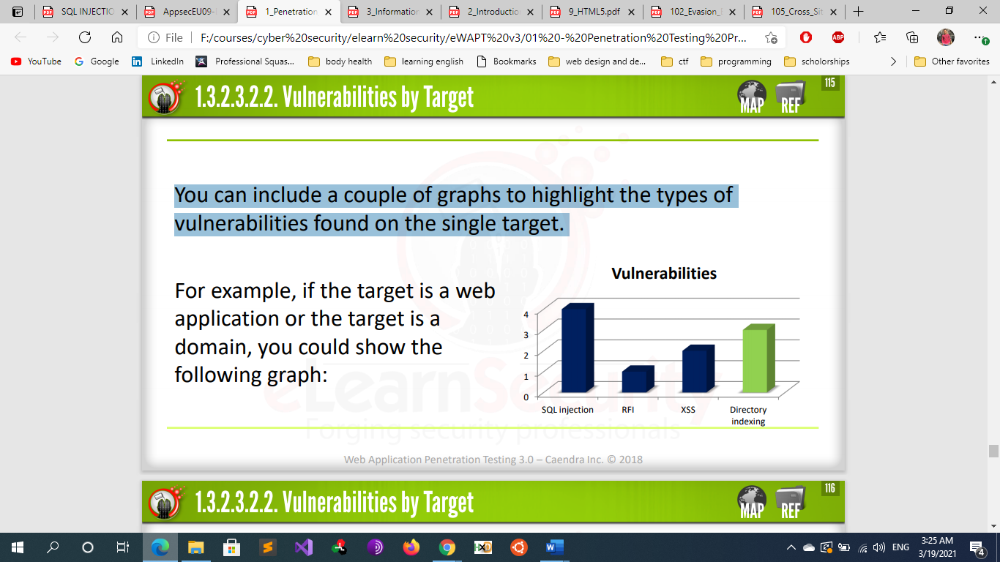 SQL INJECTIO
AppsecEU09-
1_Penetration
3_Information
2_Introductio
9_HTML5.pdf
102_Evasion_
105_Cross_Sit
File
F:/courses/cyber%20security/elearn%20security/eWAPT%20v3/01%20-%20Penetration%20Testing%20Pr...
ABP
YouTube
Google
LinkedIn
Professional Squas...
body health
learning english
Bookmarks
web design and de...
ctf
programming
scholorships
Other favorites
1.3.2.3.2.2. Vulnerabilities by Target
MAP
REF
115
You can include a couple of graphs to highlight the types of
vulnerabilities found on the single target.
For example, if the target is a web
application or the target is a
domain, you could show the
following graph:
Vulnerabilities
4
3
2
1
0
SQL injection
RFI
XSS
Directory
indexing
eLearnSecurity
Forging security professionals
Web Application Penetration Testing 3.0 – Caendra Inc. © 2018
1.3.2.3.2.2. Vulnerabilities by Target
MAP
REF
116
ENG
3:25 AM
3/19/2021
4